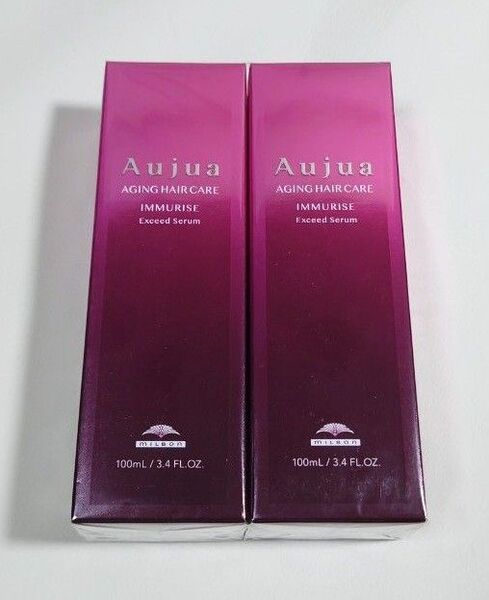 Aujua
AGING HAIR CARE
IMMURISE
Exceed Serum
milbon
100mL / 3.4 FL.OZ.
Aujua
AGING HAIR CARE
IMMURISE
Exceed Serum
milbon
100mL / 3.4 FL.OZ.